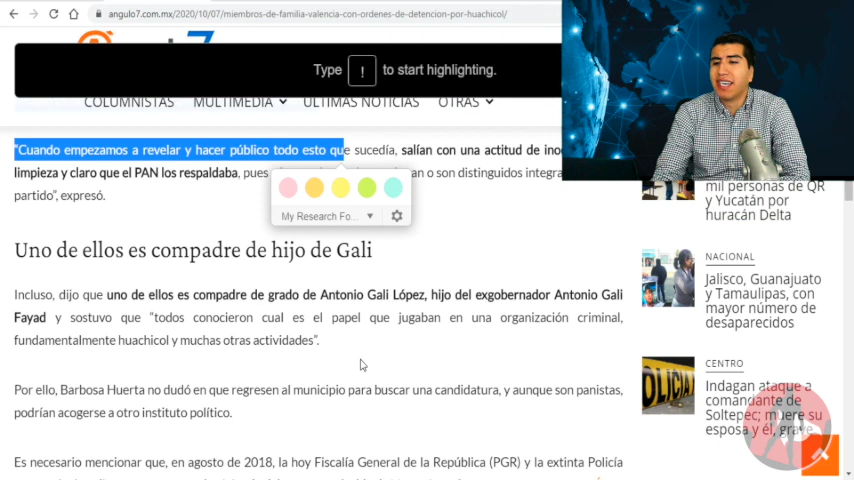 angulo7.com.mx/2020/10/07/miembros-de-familia-valencia-con-ordenes-de-detencion-por-huachicol/
Type ! to start highlighting.
COLUMNISTAS MULTIMEDIA ÚLTIMAS NOTICIAS OTRAS
"Cuando empezamos a revelar y hacer público todo esto que sucedía, salían con una actitud de
limpieza y claro que el PAN los respaldaba, pues
o son distinguidos
partido", expresó.
My Research Fo...
Uno de ellos es compadre de hijo de Gali
Incluso, dijo que uno de ellos es compadre de grado de Antonio Gali López, hijo del exgobernador Antonio Gali
Fayad y sostuvo que "todos conocieron cual es el papel que jugaban en una organización criminal,
fundamentalmente huachicol y muchas otras actividades".
Por ello, Barbosa Huerta no dudó en que regresen al municipio para buscar una candidatura, y aunque son panistas,
podrían acogerse a otro instituto político.
Es necesario mencionar que, en agosto de 2018, la hoy Fiscalía General de la República (PGR) y la extinta Policía
mil personas de QR
y Yucatán por
huracán Delta
NACIONAL
Jalisco, Guanajuato
y Tamaulipas, con
mayor número de
desaparecidos
CENTRO
Indagan ataque a
comandante de
Soltepec; muere su
esposa y él, grave